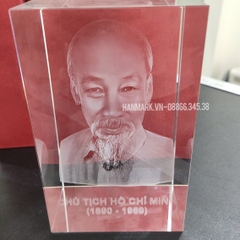 HANMARK.VN-08866.345.38
CHỦ TỊCH HỒ CHÍ MINH
(1890 - 1969)